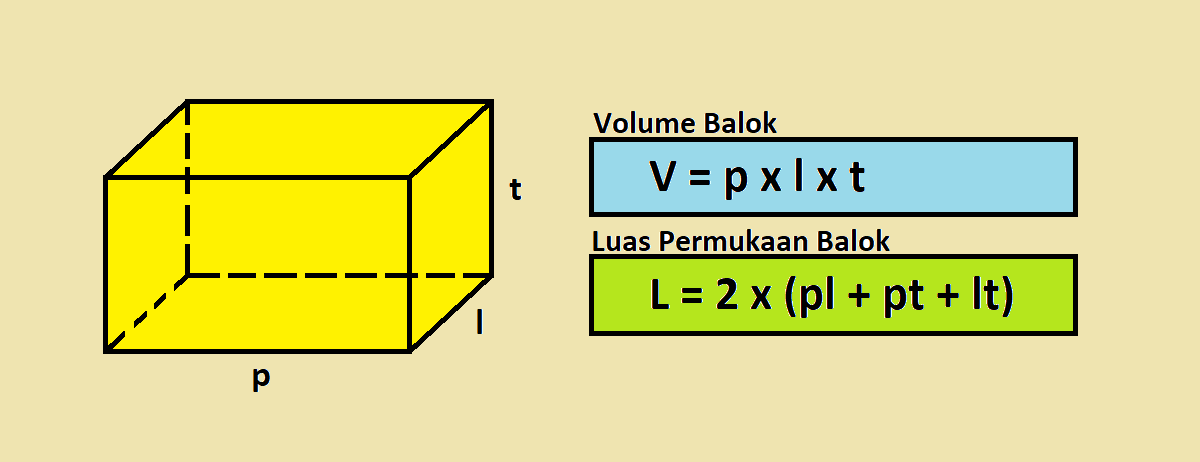 t
l
p
Volume Balok
V = p x l x t
Luas Permukaan Balok
L = 2 x (pl + pt + lt)